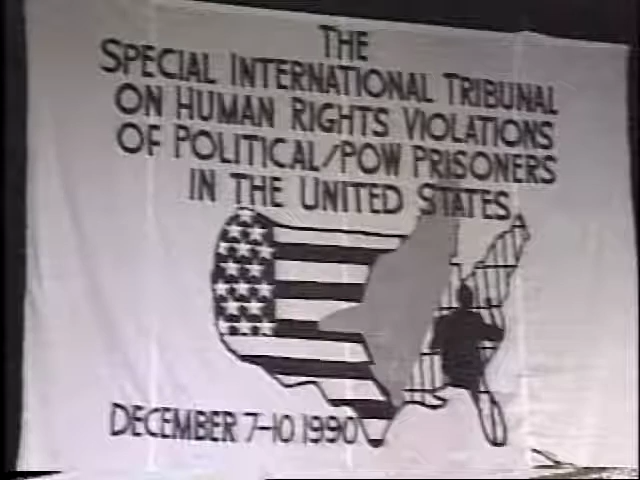 THE
SPECIAL INTERNATIONAL TRIBUNAL
ON HUMAN RIGHTS VIOLATIONS
OF POLITICAL/POW PRISONERS
IN THE UNITED STATES
DECEMBER 7-10 1990